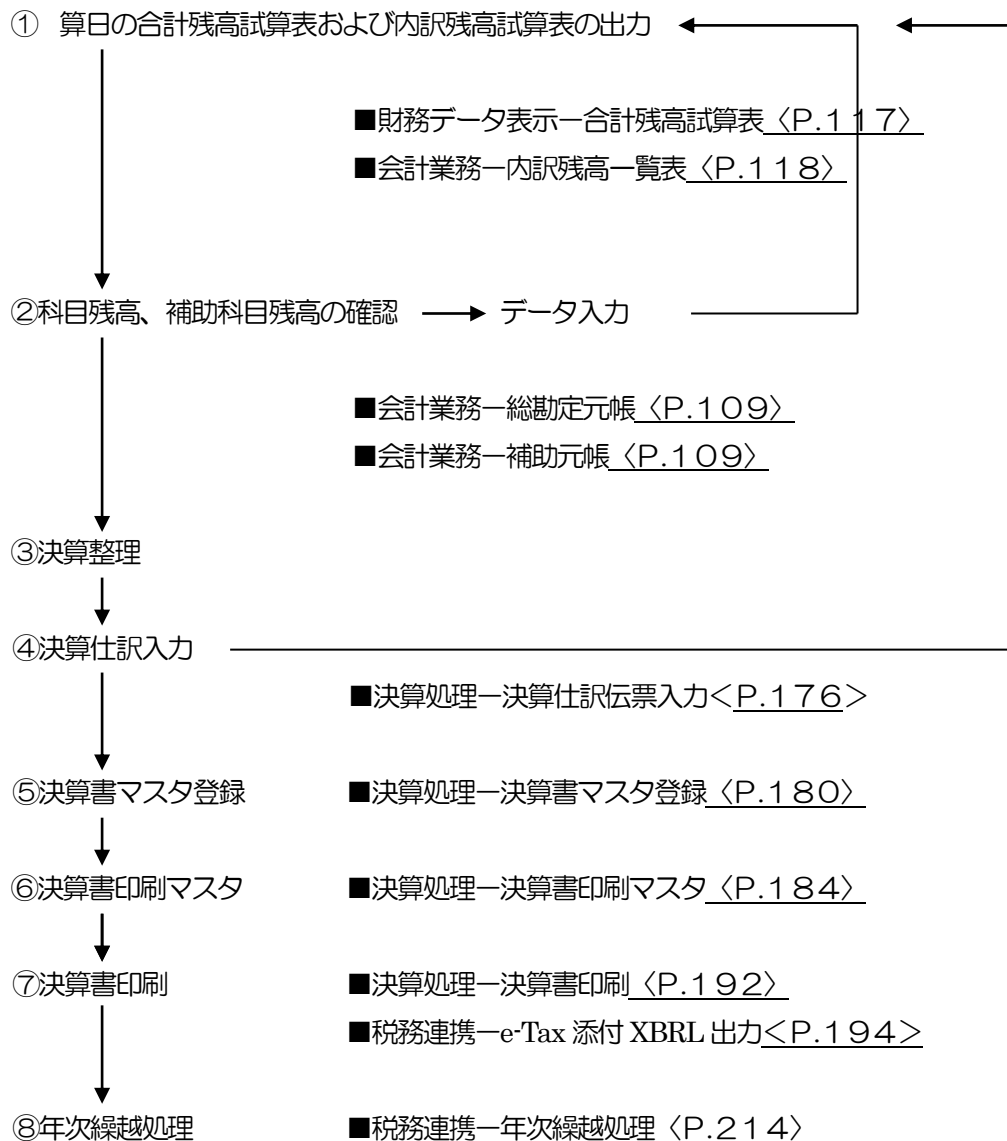 ① 算日の合計残高試算表および内訳残高試算表の出力
■財務データ表示ー合計残高試算表〈P.117〉
■会計業務ー内訳残高一覧表〈P.118〉
②科目残高、補助科目残高の確認 データ入力
■会計業務ー総勘定元帳〈P.109〉
■会計業務ー補助元帳〈P.109〉
③決算整理
④決算仕訳入力
■決算処理ー決算仕訳伝票入力<P.176>
⑤決算書マスタ登録 ■決算処理ー決算書マスタ登録〈P.180〉
⑥決算書印刷マスタ ■決算処理ー決算書印刷マスタ〈P.184〉
⑦決算書印刷 ■決算処理ー決算書印刷〈P.192〉
■税務連携ーe-Tax 添付 XBRL 出力<P.194>
⑧年次繰越処理 ■税務連携ー年次繰越処理〈P.214〉